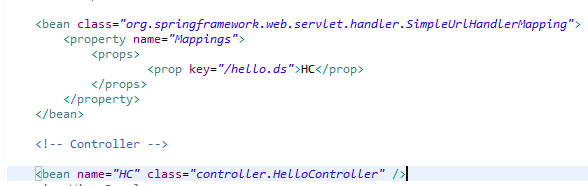 <bean class="org.springframework.web.servlet.handler.SimpleUrlHandlerMapping">
<property name="Mappings">
<props>
<prop key="/hello.ds">HC</prop>
</props>
</property>
</bean>
<!-- Controller -->
<bean name="HC" class="controller.HelloController" />